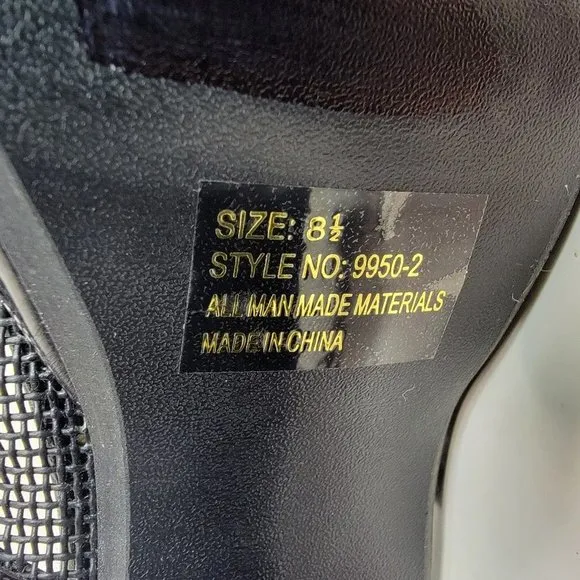 SIZE: 8½
STYLE NO: 9950-2
ALL MAN MADE MATERIALS
MADE IN CHINA